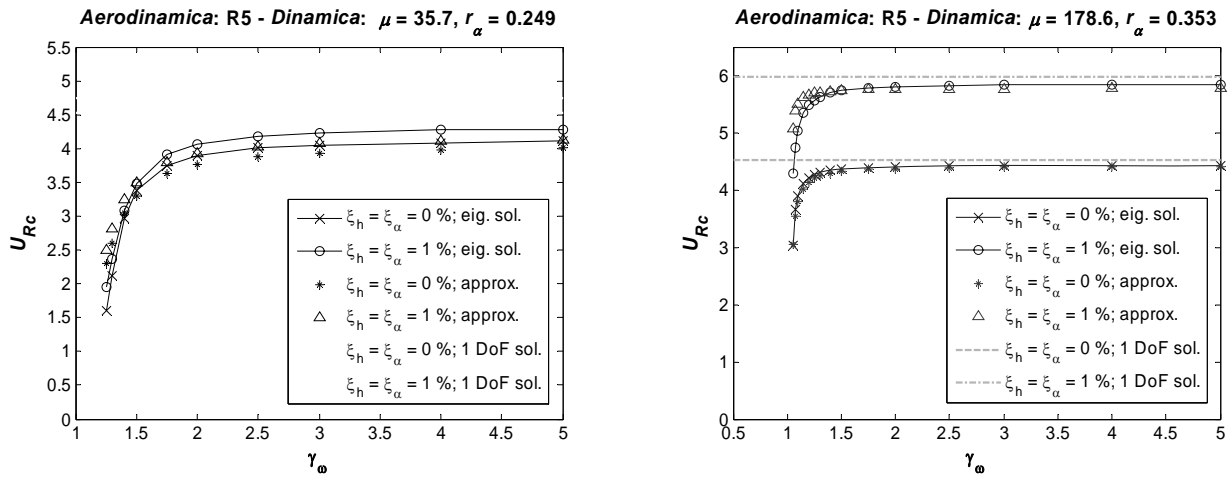 Aerodinamica: R5 - Dinamica: μ = 35.7, r_α = 0.249
5.5
5
4.5
4
3.5
3
2.5
2
1.5
1
0.5
0
U_Rc
ξ_h = ξ_α = 0 %; eig. sol.
ξ_h = ξ_α = 1 %; eig. sol.
ξ_h = ξ_α = 0 %; approx.
ξ_h = ξ_α = 1 %; approx.
ξ_h = ξ_α = 0 %; 1 DoF sol.
ξ_h = ξ_α = 1 %; 1 DoF sol.
1 1.5 2 2.5 3 3.5 4 4.5 5
γ_ω
Aerodinamica: R5 - Dinamica: μ = 178.6, r_α = 0.353
6
5
4
3
2
1
0
U_Rc
ξ_h = ξ_α = 0 %; eig. sol.
ξ_h = ξ_α = 1 %; eig. sol.
ξ_h = ξ_α = 0 %; approx.
ξ_h = ξ_α = 1 %; approx.
ξ_h = ξ_α = 0 %; 1 DoF sol.
ξ_h = ξ_α = 1 %; 1 DoF sol.
0.5 1 1.5 2 2.5 3 3.5 4 4.5 5
γ_ω